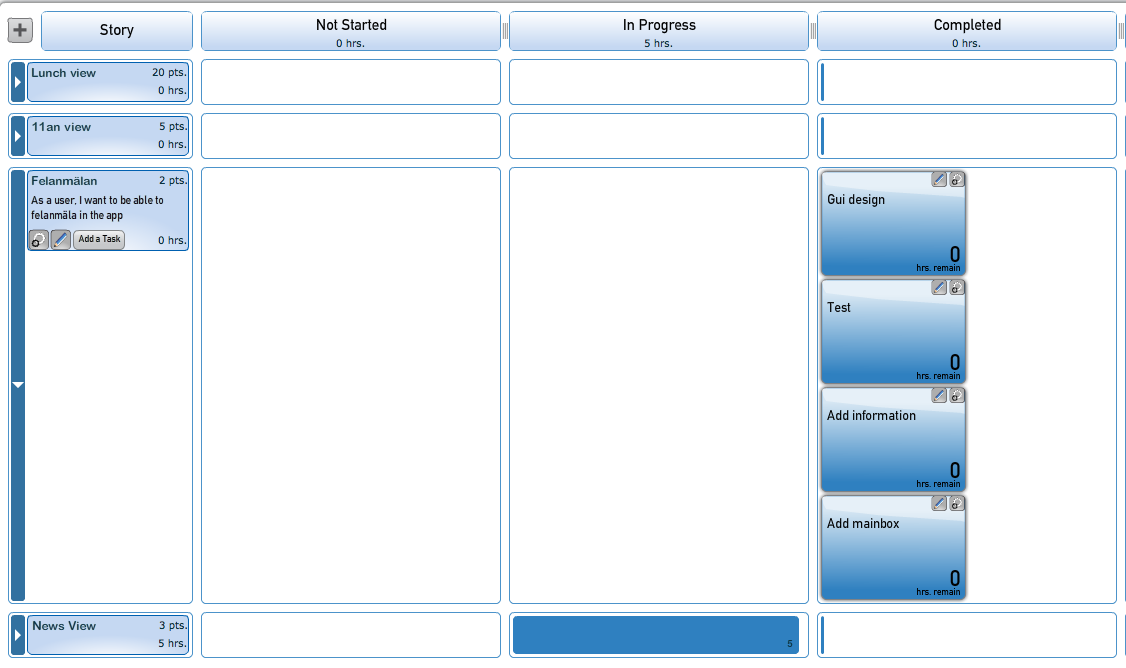 Story
Not Started
0 hrs.
In Progress
5 hrs.
Completed
0 hrs.
Lunch view 20 pts.
0 hrs.
11an view 5 pts.
0 hrs.
Felanmälan 2 pts.
As a user, I want to be able to
felanmäla in the app
Add a Task 0 hrs.
Gui design
0
hrs. remain
Test
0
hrs. remain
Add information
0
hrs. remain
Add mainbox
0
hrs. remain
News View 3 pts.
5 hrs.
5